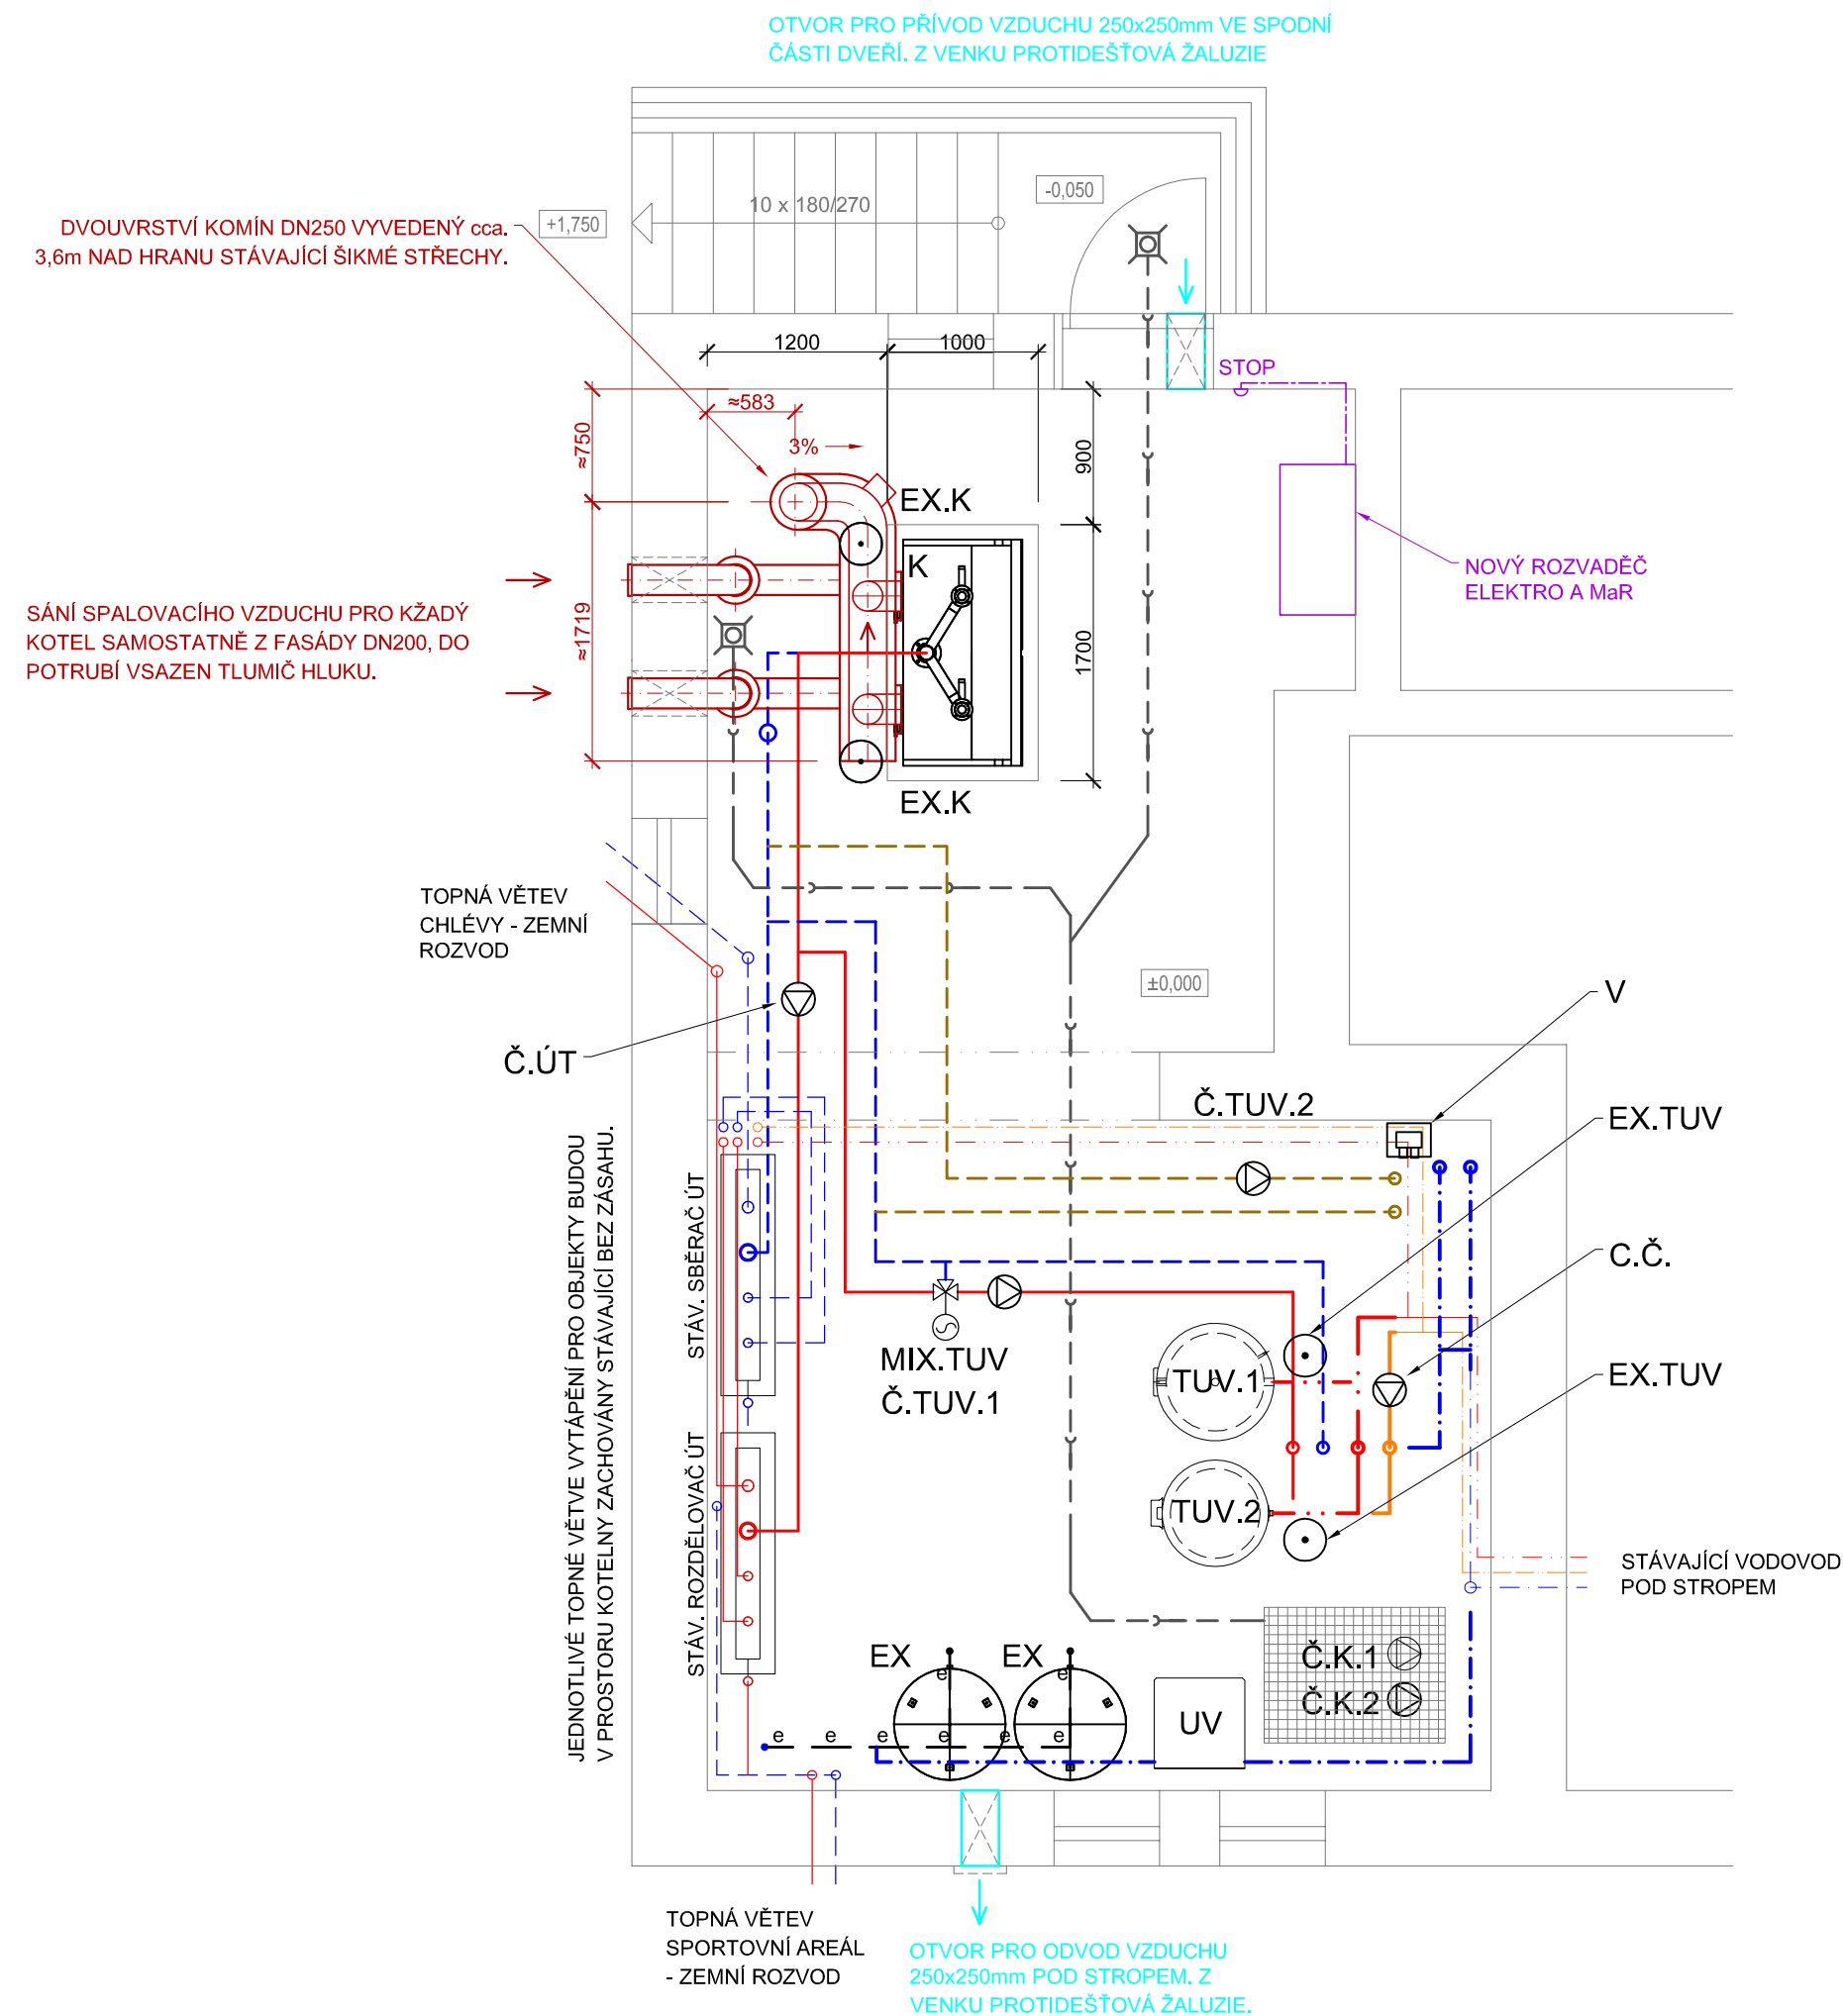 OTVOR PRO PŘÍVOD VZDUCHU 250x250mm VE SPODNÍ
ČÁSTI DVEŘÍ. Z VENKU PROTIDEŠŤOVÁ ŽALUZIE
-0,050
10 x 180/270
+1,750
DVOUVRSTVÍ KOMÍN DN250 VYVEDENÝ cca.
3,6m NAD HRANU STÁVAJÍCÍ ŠIKMÉ STŘECHY.
1200
1000
STOP
≈583
≈750
3%
900
EX.K
K
NOVÝ ROZVADĚČ
ELEKTRO A MaR
SÁNÍ SPALOVACÍHO VZDUCHU PRO KŽADÝ
KOTEL SAMOSTATNĚ Z FASÁDY DN200, DO
POTRUBÍ VSAZEN TLUMIČ HLUKU.
≈1719
1700
EX.K
TOPNÁ VĚTEV
CHLÉVY - ZEMNÍ
ROZVOD
±0,000
V
Č.ÚT
Č.TUV.2
EX.TUV
JEDNOTLIVÉ TOPNÉ VĚTVE VYTÁPĚNÍ PRO OBJEKTY BUDOU
V PROSTORU KOTELNY ZACHOVÁNY STÁVAJÍCÍ BEZ ZÁSAHU.
STÁV. SBĚRAČ ÚT
C.Č.
MIX.TUV
Č.TUV.1
TUV.1
EX.TUV
STÁV. ROZDĚLOVAČ ÚT
TUV.2
STÁVAJÍCÍ VODOVOD
POD STROPEM
EX
EX
e
e
Č.K.1
Č.K.2
UV
e
e
e
e
e
e
TOPNÁ VĚTEV
SPORTOVNÍ AREÁL
- ZEMNÍ ROZVOD
OTVOR PRO ODVOD VZDUCHU
250x250mm POD STROPEM. Z
VENKU PROTIDEŠŤOVÁ ŽALUZIE.